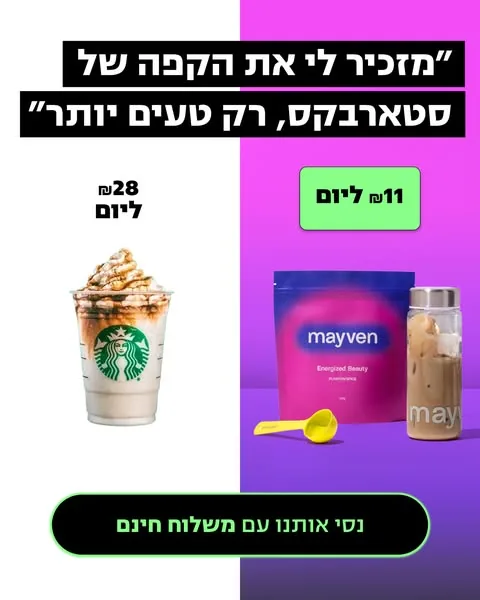 "מזכיר לי את הקפה של
סטארבקס, רק טעים יותר"
₪28
ליום
₪11 ליום
mayven
Energized Beauty
mayv
נסי אותנו עם משלוח חינם